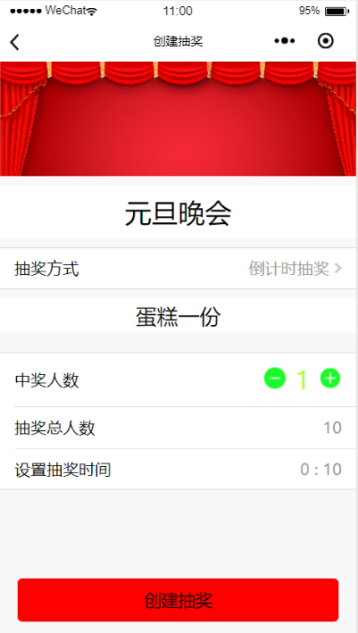 ●●●●● WeChat 11:00 95%
创建抽奖
元旦晚会
抽奖方式 倒计时抽奖
蛋糕一份
中奖人数 1
抽奖总人数 10
设置抽奖时间 0 : 10
创建抽奖